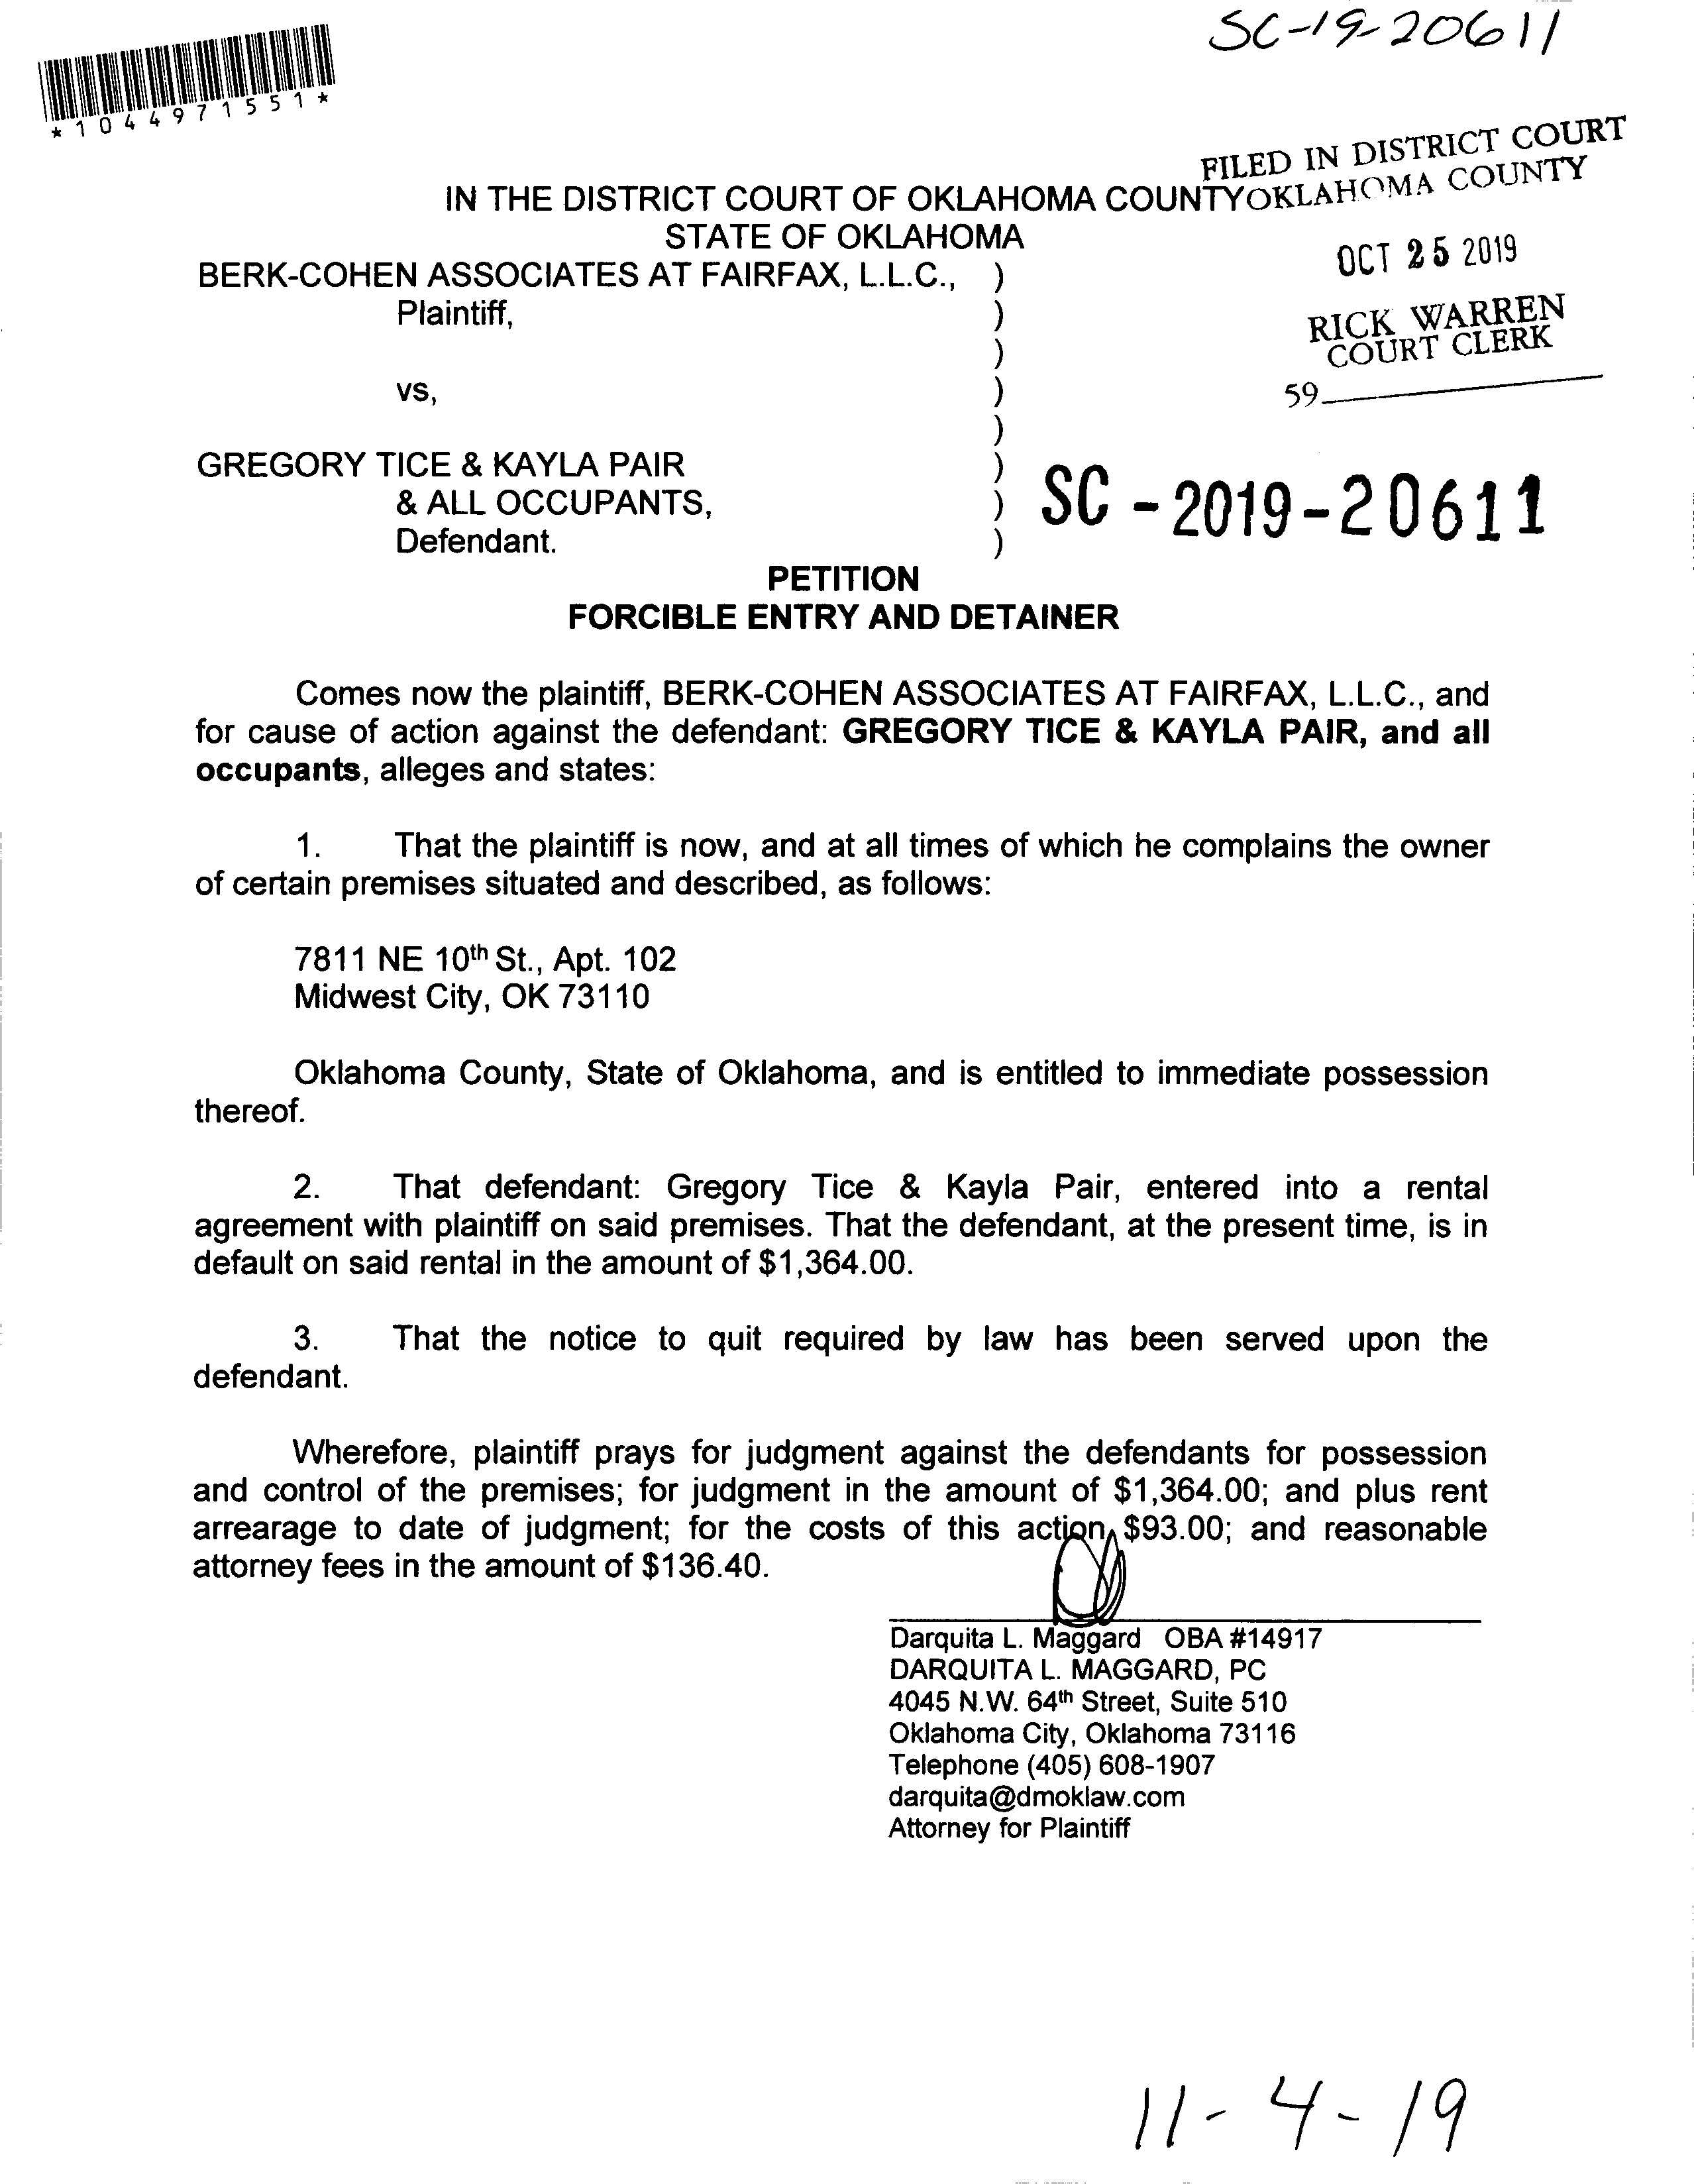 SC-19-20611
*1044971551*
FILED IN DISTRICT COURT
OKLAHOMA COUNTY
IN THE DISTRICT COURT OF OKLAHOMA COUNTY
STATE OF OKLAHOMA
OCT 25 2019
BERK-COHEN ASSOCIATES AT FAIRFAX, L.L.C., )
Plaintiff, )
RICK WARREN
COURT CLERK
)
vs, )
59
)
GREGORY TICE & KAYLA PAIR )
& ALL OCCUPANTS, )
SC-2019-20611
Defendant. )
PETITION
FORCIBLE ENTRY AND DETAINER
Comes now the plaintiff, BERK-COHEN ASSOCIATES AT FAIRFAX, L.L.C., and
for cause of action against the defendant: GREGORY TICE & KAYLA PAIR, and all
occupants, alleges and states:
1. That the plaintiff is now, and at all times of which he complains the owner
of certain premises situated and described, as follows:
7811 NE 10th St., Apt. 102
Midwest City, OK 73110
Oklahoma County, State of Oklahoma, and is entitled to immediate possession
thereof.
2. That defendant: Gregory Tice & Kayla Pair, entered into a rental
agreement with plaintiff on said premises. That the defendant, at the present time, is in
default on said rental in the amount of $1,364.00.
3. That the notice to quit required by law has been served upon the
defendant.
Wherefore, plaintiff prays for judgment against the defendants for possession
and control of the premises; for judgment in the amount of $1,364.00; and plus rent
arrearage to date of judgment; for the costs of this action, $93.00; and reasonable
attorney fees in the amount of $136.40.
Darquita L. Maggard OBA #14917
DARQUITA L. MAGGARD, PC
4045 N.W. 64th Street, Suite 510
Oklahoma City, Oklahoma 73116
Telephone (405) 608-1907
darquita@dmoklaw.com
Attorney for Plaintiff
11-4-19